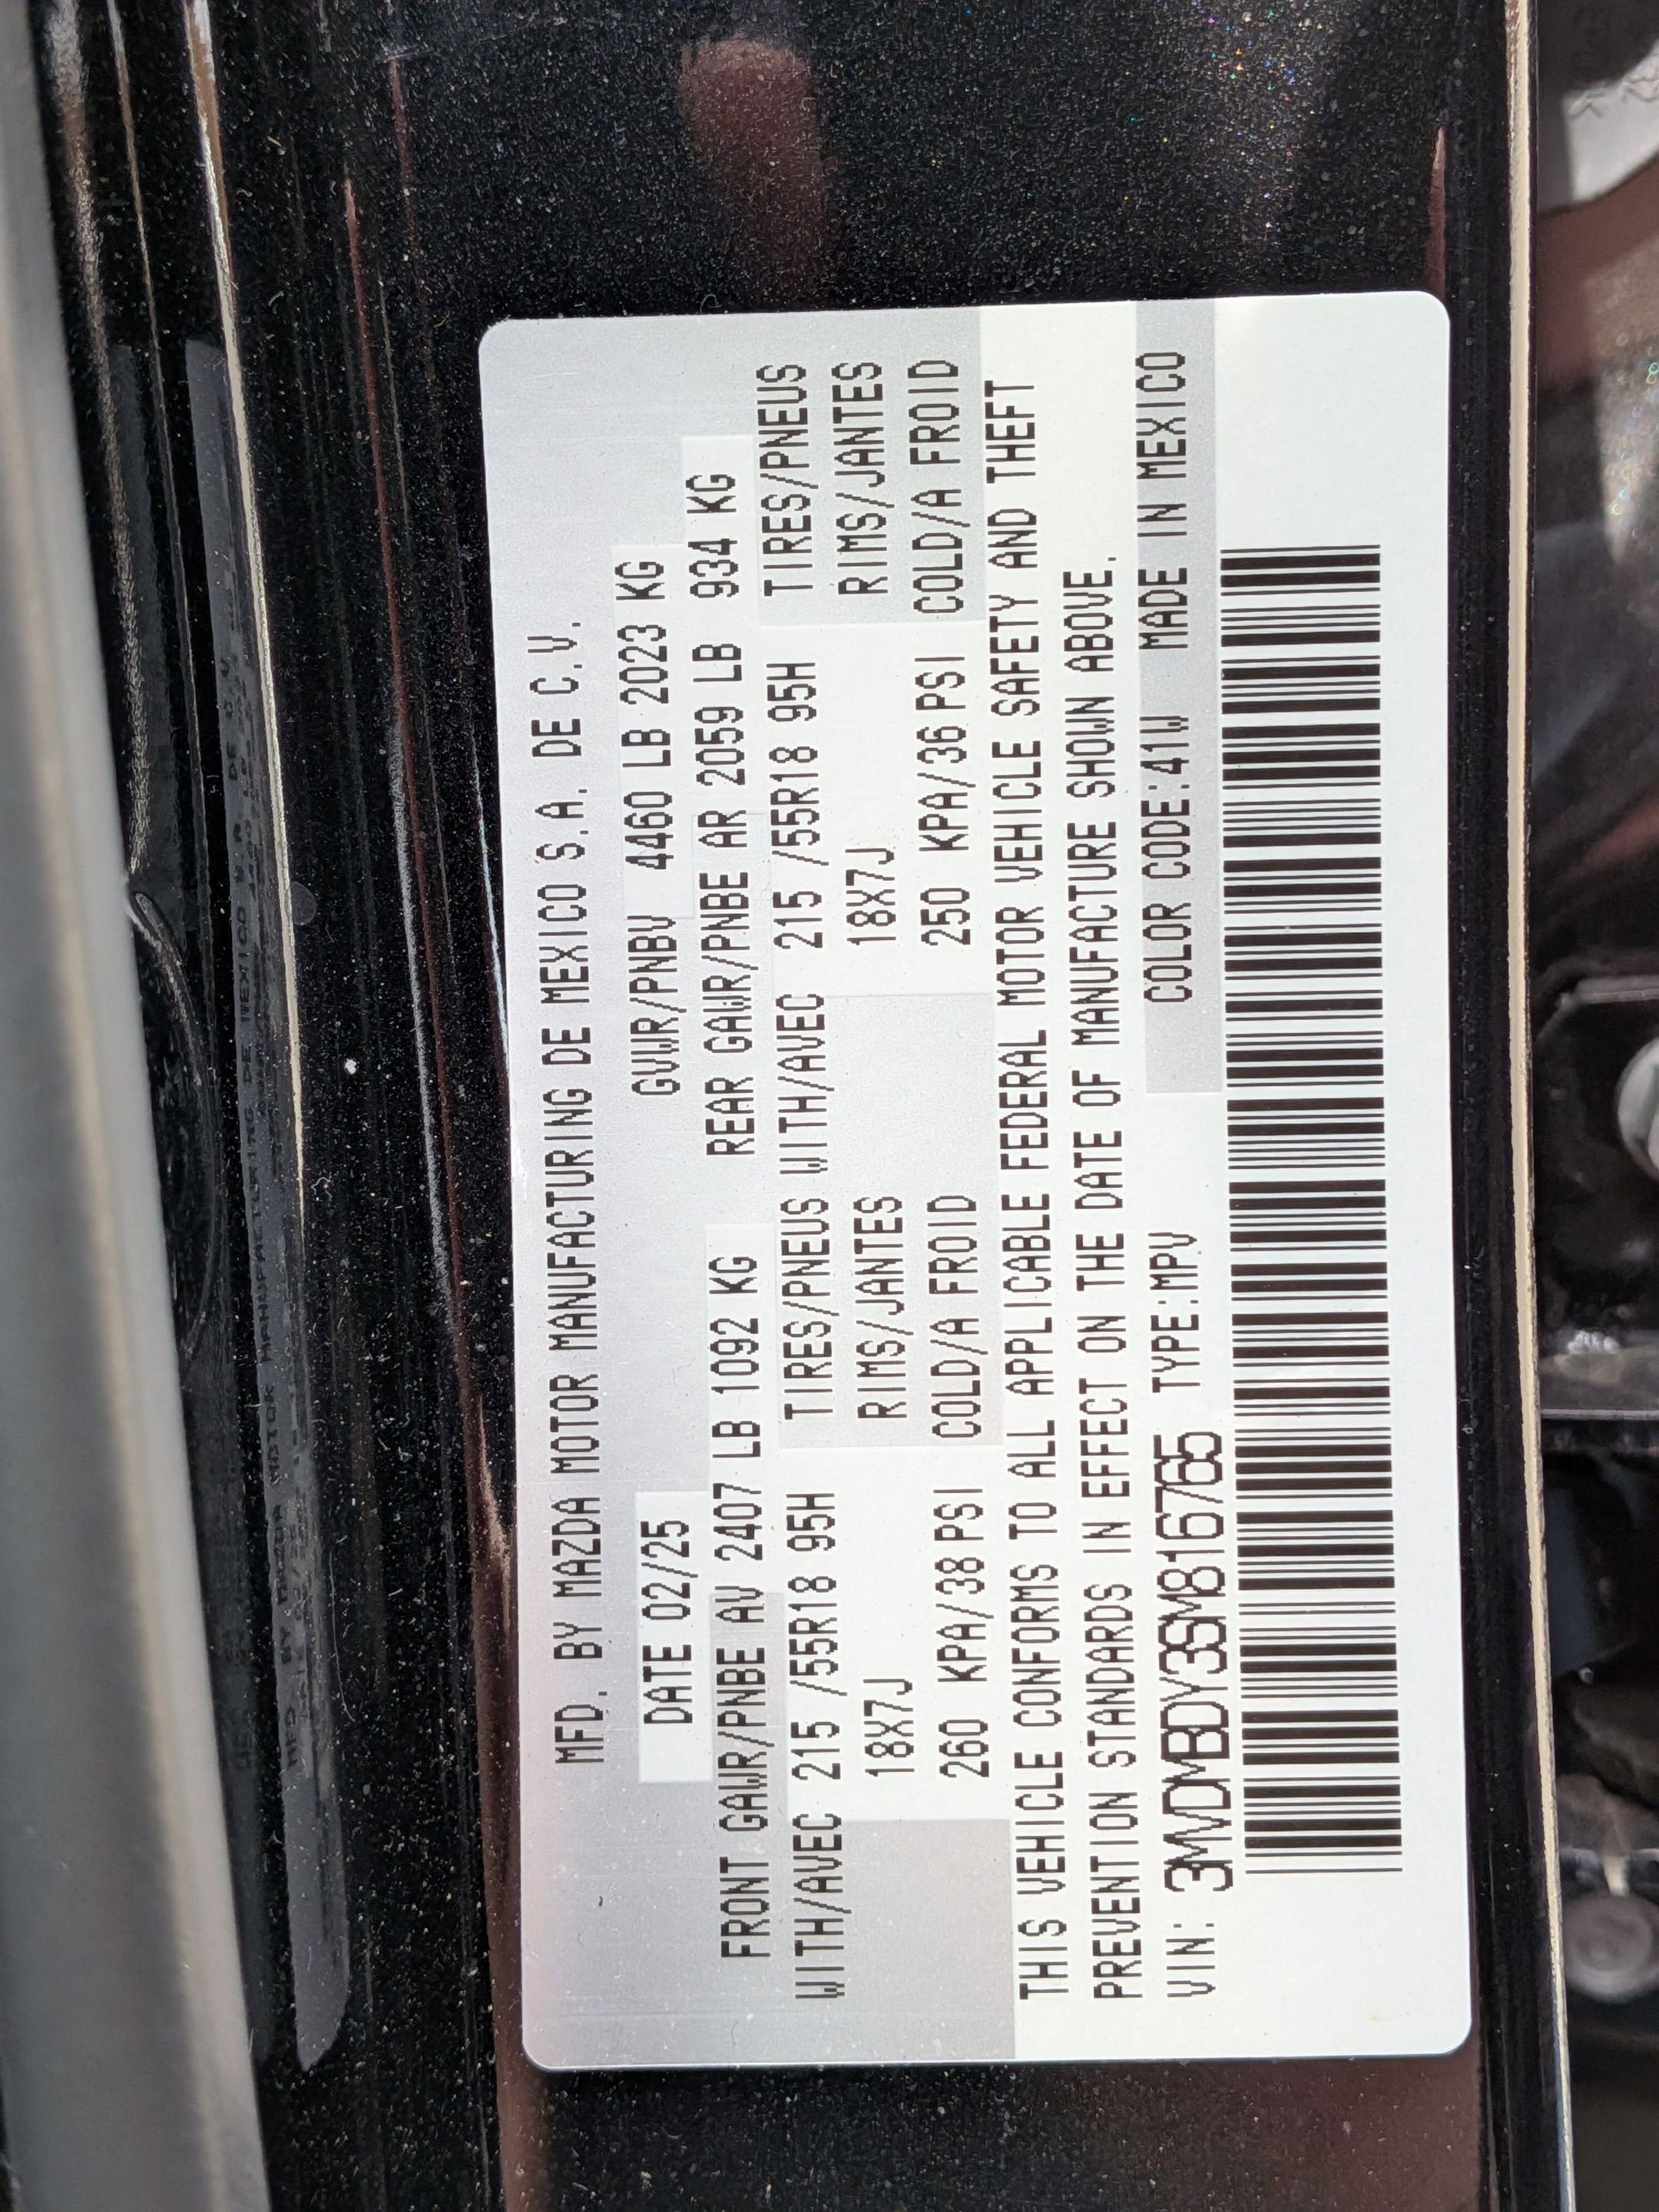 MFD. BY MAZDA MOTOR MANUFACTURING DE MEXICO S.A. DE C.V.
DATE 02/25 GVWR/PNBV 4460 LB 2023 KG
FRONT GAWR/PNBE AV 2407 LB 1092 KG REAR GAWR/PNBE AR 2059 LB 934 KG
WITH/AVEC 215 /55R18 95H TIRES/PNEUS WITH/AVEC 215 /55R18 95H TIRES/PNEUS
18X7J RIMS/JANTES 18X7J RIMS/JANTES
260 KPA/38 PSI COLD/A FROID 250 KPA/36 PSI COLD/A FROID
THIS VEHICLE CONFORMS TO ALL APPLICABLE FEDERAL MOTOR VEHICLE SAFETY AND THEFT
PREVENTION STANDARDS IN EFFECT ON THE DATE OF MANUFACTURE SHOWN ABOVE.
VIN: 3MVDMBDY3SM816765 TYPE:MPV COLOR CODE:41W MADE IN MEXICO